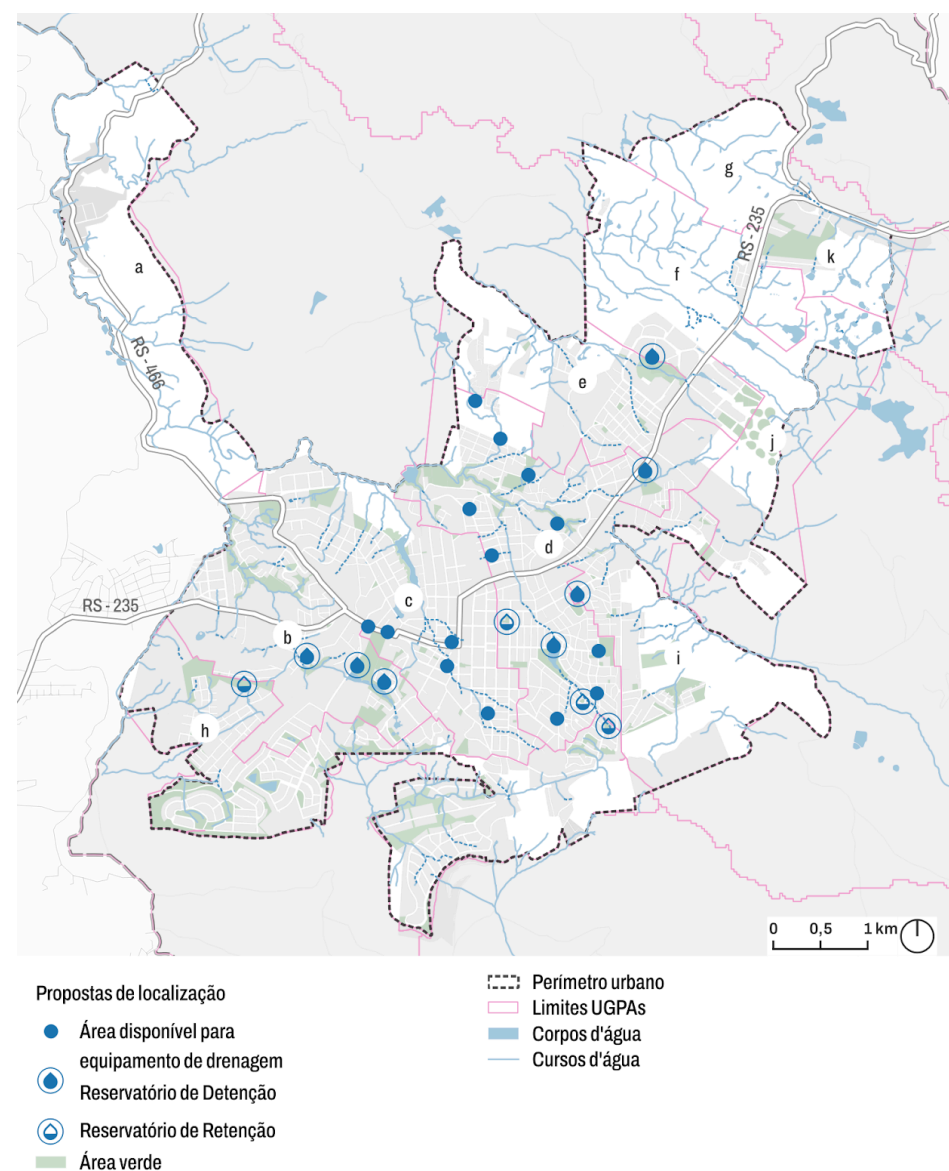 g
RS - 235
k
a
f
RS - 466
e
j
d
c
RS - 235
b
i
h
0 0,5 1 km
Propostas de localização
Área disponível para
equipamento de drenagem
Reservatório de Detenção
Reservatório de Retenção
Área verde
Perímetro urbano
Limites UGPAs
Corpos d'água
Cursos d'água